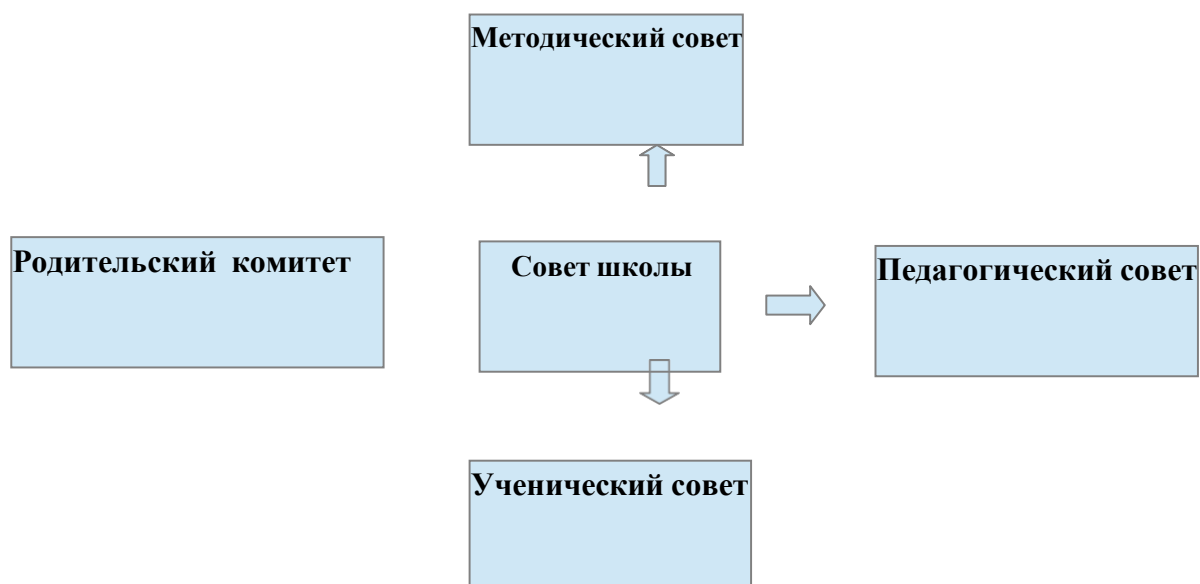 Методический совет
Родительский комитет
Совет школы
Педагогический совет
Ученический совет